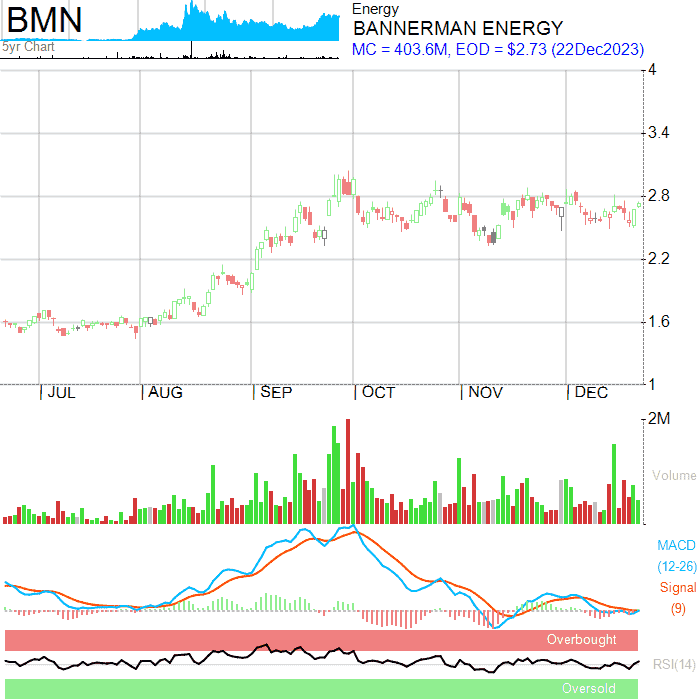 BMN
5yr Chart
Energy
BANNERMAN ENERGY
MC = 403.6M, EOD = $2.73 (22Dec2023)
4
3.4
2.8
2.2
1.6
1
JUL AUG SEP OCT NOV DEC
2M
Volume
MACD
(12-26)
Signal
(9)
Overbought
RSI(14)
Oversold